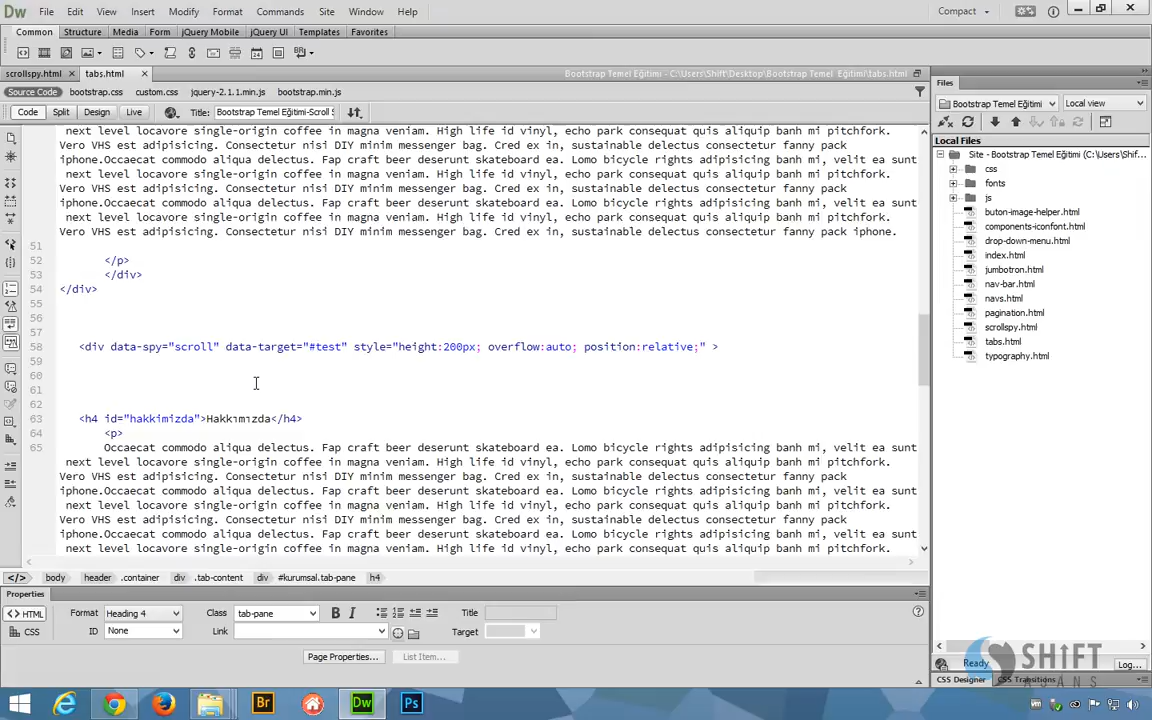 Dw File Edit View Insert Modify Format Commands Site Window Help Compact
Common Structure Media Form jQuery Mobile jQuery UI Templates Favorites
scrollspy.html tabs.html Bootstrap Temel Eğitimi - C:\Users\Shift\Desktop\Bootstrap Temel Eğitimi\tabs.html
Source Code bootstrap.css custom.css jquery-2.1.1.min.js bootstrap.min.js
Code Split Design Live Title: Bootstrap Temel Eğitimi-Scroll S
next level locavore single-origin coffee in magna veniam. High life id vinyl, echo park consequat quis aliquip banh mi pitchfork.
Vero VHS est adipisicing. Consectetur nisi DIY minim messenger bag. Cred ex in, sustainable delectus consectetur fanny pack
iphone.Occaecat commodo aliqua delectus. Fap craft beer deserunt skateboard ea. Lomo bicycle rights adipisicing banh mi, velit ea sunt
next level locavore single-origin coffee in magna veniam. High life id vinyl, echo park consequat quis aliquip banh mi pitchfork.
Vero VHS est adipisicing. Consectetur nisi DIY minim messenger bag. Cred ex in, sustainable delectus consectetur fanny pack
iphone.Occaecat commodo aliqua delectus. Fap craft beer deserunt skateboard ea. Lomo bicycle rights adipisicing banh mi, velit ea sunt
next level locavore single-origin coffee in magna veniam. High life id vinyl, echo park consequat quis aliquip banh mi pitchfork.
Vero VHS est adipisicing. Consectetur nisi DIY minim messenger bag. Cred ex in, sustainable delectus consectetur fanny pack iphone.
51
52 </p>
53 </div>
54 </div>
55
56
57
58 <div data-spy="scroll" data-target="#test" style="height:200px; overflow:auto; position:relative;" >
59
60
61
62
63 <h4 id="hakkimizda">Hakkımızda</h4>
64 <p>
65 Occaecat commodo aliqua delectus. Fap craft beer deserunt skateboard ea. Lomo bicycle rights adipisicing banh mi, velit ea sunt
next level locavore single-origin coffee in magna veniam. High life id vinyl, echo park consequat quis aliquip banh mi pitchfork.
Vero VHS est adipisicing. Consectetur nisi DIY minim messenger bag. Cred ex in, sustainable delectus consectetur fanny pack
iphone.Occaecat commodo aliqua delectus. Fap craft beer deserunt skateboard ea. Lomo bicycle rights adipisicing banh mi, velit ea sunt
next level locavore single-origin coffee in magna veniam. High life id vinyl, echo park consequat quis aliquip banh mi pitchfork.
Vero VHS est adipisicing. Consectetur nisi DIY minim messenger bag. Cred ex in, sustainable delectus consectetur fanny pack
iphone.Occaecat commodo aliqua delectus. Fap craft beer deserunt skateboard ea. Lomo bicycle rights adipisicing banh mi, velit ea sunt
next level locavore single-origin coffee in magna veniam. High life id vinyl, echo park consequat quis aliquip banh mi pitchfork.
</> body header .container div .tab-content div #kurumsal.tab-pane h4
Properties
<> HTML Format Heading 4 Class tab-pane B I Title
CSS ID None Link Target
Page Properties... List Item...
Files
Bootstrap Temel Eğitimi Local view
Local Files
Site - Bootstrap Temel Eğitimi (C:\Users\Shif...
css
fonts
js
buton-image-helper.html
components-iconfont.html
drop-down-menu.html
index.html
jumbotron.html
nav-bar.html
navs.html
pagination.html
scrollspy.html
tabs.html
typography.html
Ready Log...
SHIFT
AJANS
CSS Designer CSS Transitions
Br Dw Ps